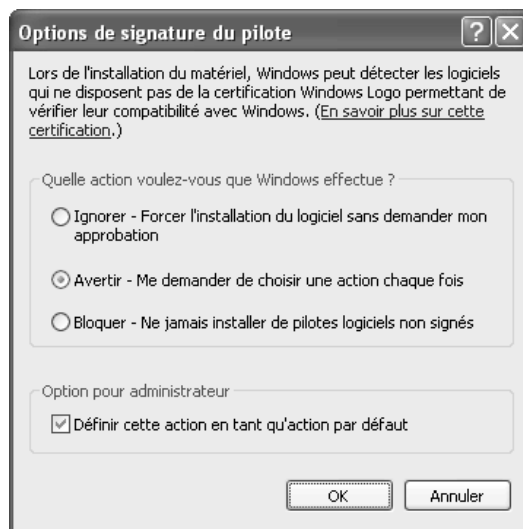 Options de signature du pilote
Lors de l'installation du matériel, Windows peut détecter les logiciels
qui ne disposent pas de la certification Windows Logo permettant de
vérifier leur compatibilité avec Windows. (En savoir plus sur cette
certification.)
Quelle action voulez-vous que Windows effectue ?
Ignorer - Forcer l'installation du logiciel sans demander mon
approbation
Avertir - Me demander de choisir une action chaque fois
Bloquer - Ne jamais installer de pilotes logiciels non signés
Option pour administrateur
Définir cette action en tant qu'action par défaut
OK Annuler